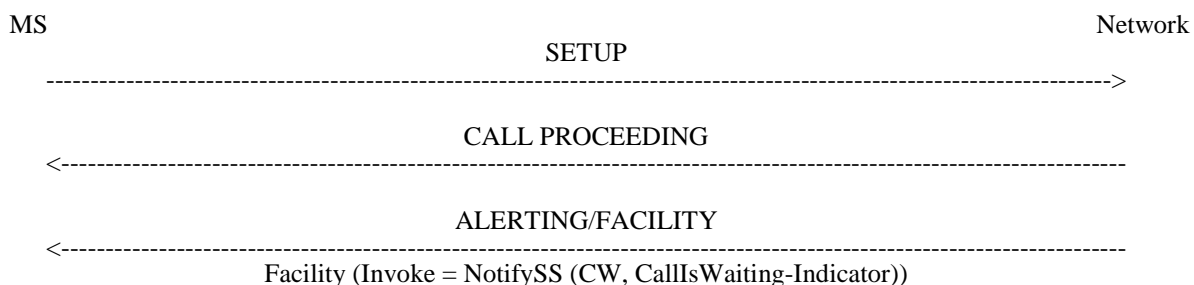 MS Network
SETUP
------------------------------------------------------------------------------------------------------------------------>
CALL PROCEEDING
<------------------------------------------------------------------------------------------------------------------------
ALERTING/FACILITY
<------------------------------------------------------------------------------------------------------------------------
Facility (Invoke = NotifySS (CW, CallIsWaiting-Indicator))